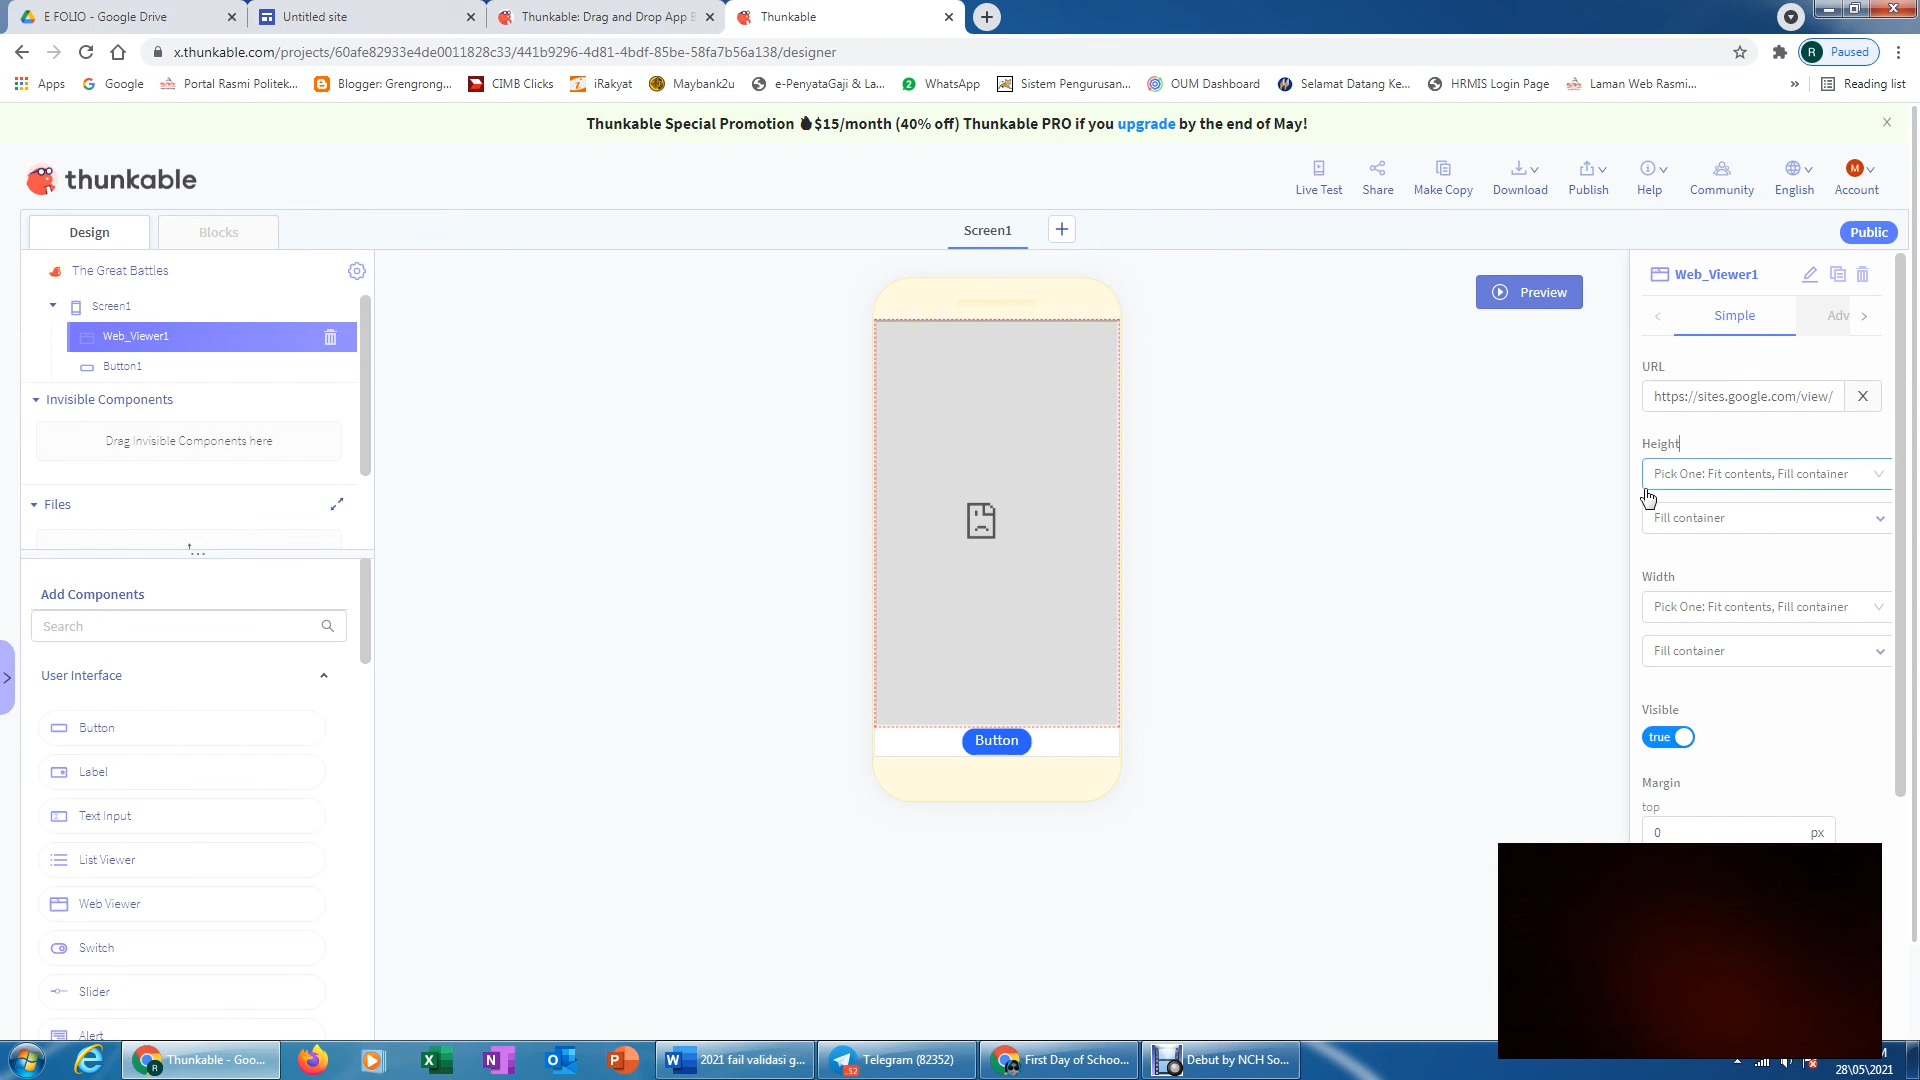 E FOLIO - Google Drive
Untitled site
Thunkable: Drag and Drop App B
Thunkable
x.thunkable.com/projects/60afe82933e4de0011828c33/441b9296-4d81-4bdf-85be-58fa7b56a138/designer
R Paused
Apps
Google
Portal Rasmi Politek...
Blogger: Grengrong...
CIMB Clicks
iRakyat
Maybank2u
e-PenyataGaji & La...
WhatsApp
Sistem Pengurusan...
OUM Dashboard
Selamat Datang Ke...
HRMIS Login Page
Laman Web Rasmi...
»
Reading list
Thunkable Special Promotion $15/month (40% off) Thunkable PRO if you upgrade by the end of May!
thunkable
Live Test
Share
Make Copy
Download
Publish
Help
Community
English
M
Account
Design
Blocks
Screen1
Public
The Great Battles
Screen1
Web_Viewer1
Button1
Invisible Components
Drag Invisible Components here
Files
Add Components
Search
User Interface
Button
Label
Text Input
List Viewer
Web Viewer
Switch
Slider
Alert
Preview
Button
Web_Viewer1
Simple
Adv
URL
https://sites.google.com/view/
X
Height
Pick One: Fit contents, Fill container
Fill container
Width
Pick One: Fit contents, Fill container
Fill container
Visible
true
Margin
top
0 px
Thunkable - Goo...
2021 fail validasi g...
Telegram (82352)
First Day of Schoo...
Debut by NCH So...
28/05/2021